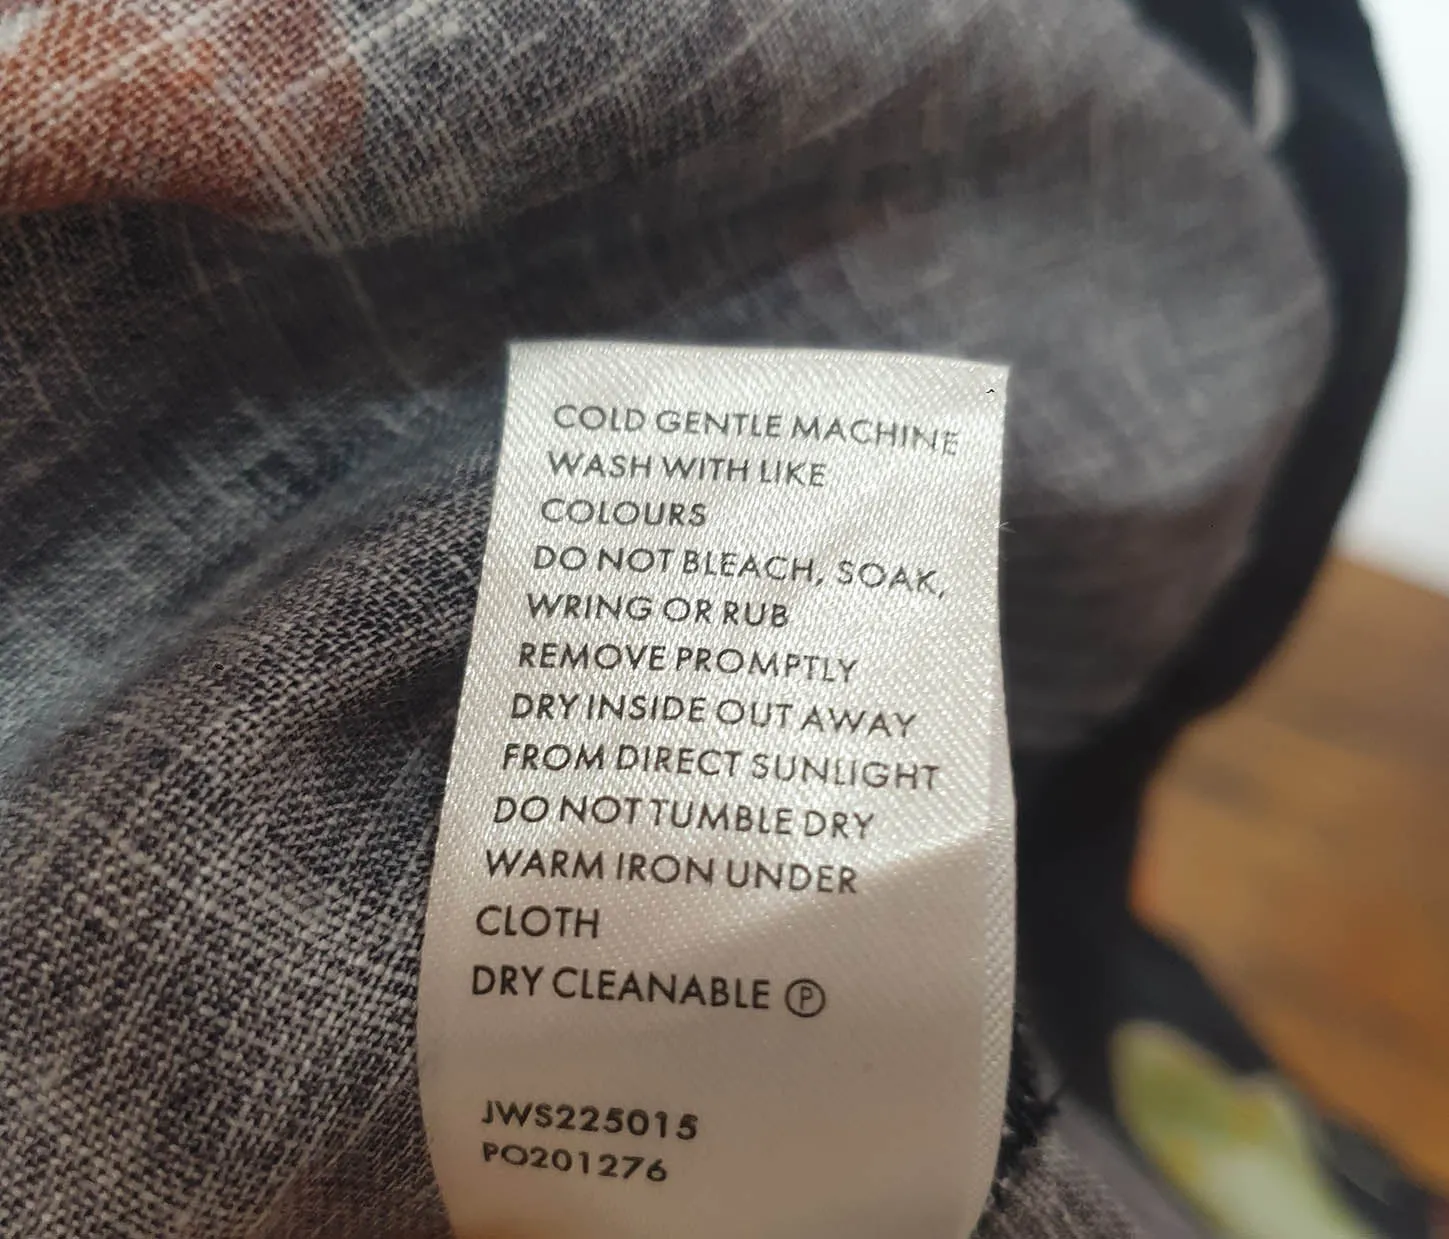 COLD GENTLE MACHINE
WASH WITH LIKE
COLOURS
DO NOT BLEACH, SOAK,
WRING OR RUB
REMOVE PROMPTLY
DRY INSIDE OUT AWAY
FROM DIRECT SUNLIGHT
DO NOT TUMBLE DRY
WARM IRON UNDER
CLOTH
DRY CLEANABLE Ⓟ
JWS225015
PO201276